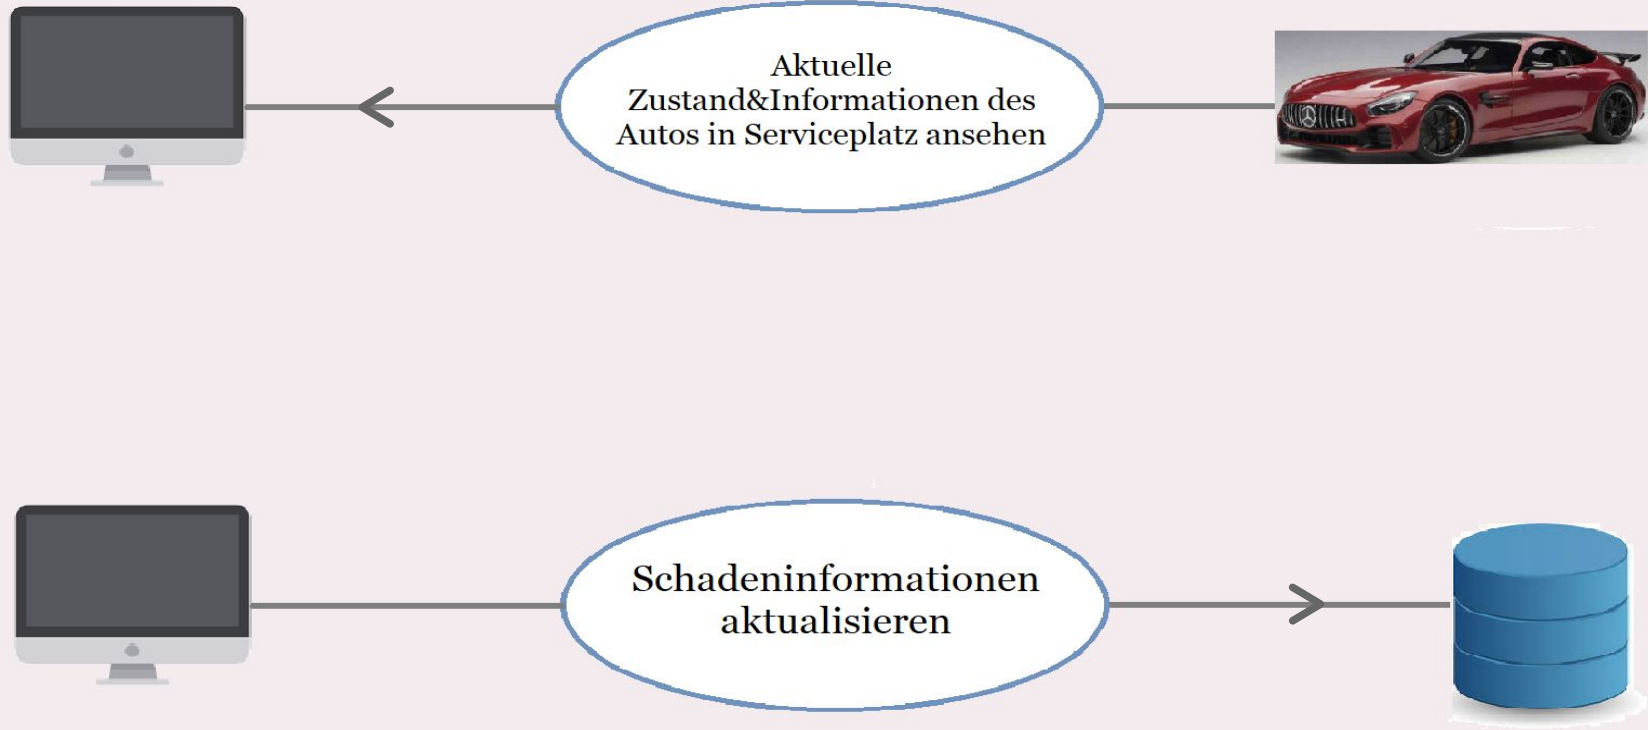 Aktuelle
Zustand&Informationen des
Autos in Serviceplatz ansehen
Schadeninformationen
aktualisieren